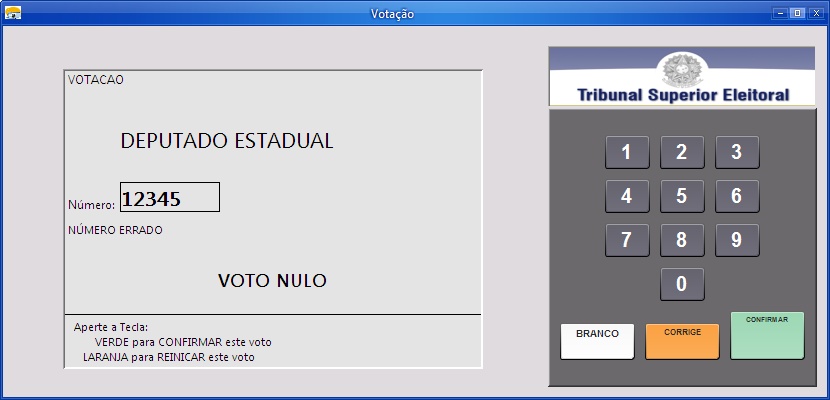 Votação
VOTACAO
DEPUTADO ESTADUAL
Número: 12345
NÚMERO ERRADO
VOTO NULO
Aperte a Tecla:
VERDE para CONFIRMAR este voto
LARANJA para REINICAR este voto
Tribunal Superior Eleitoral
1 2 3
4 5 6
7 8 9
0
BRANCO CORRIGE CONFIRMAR